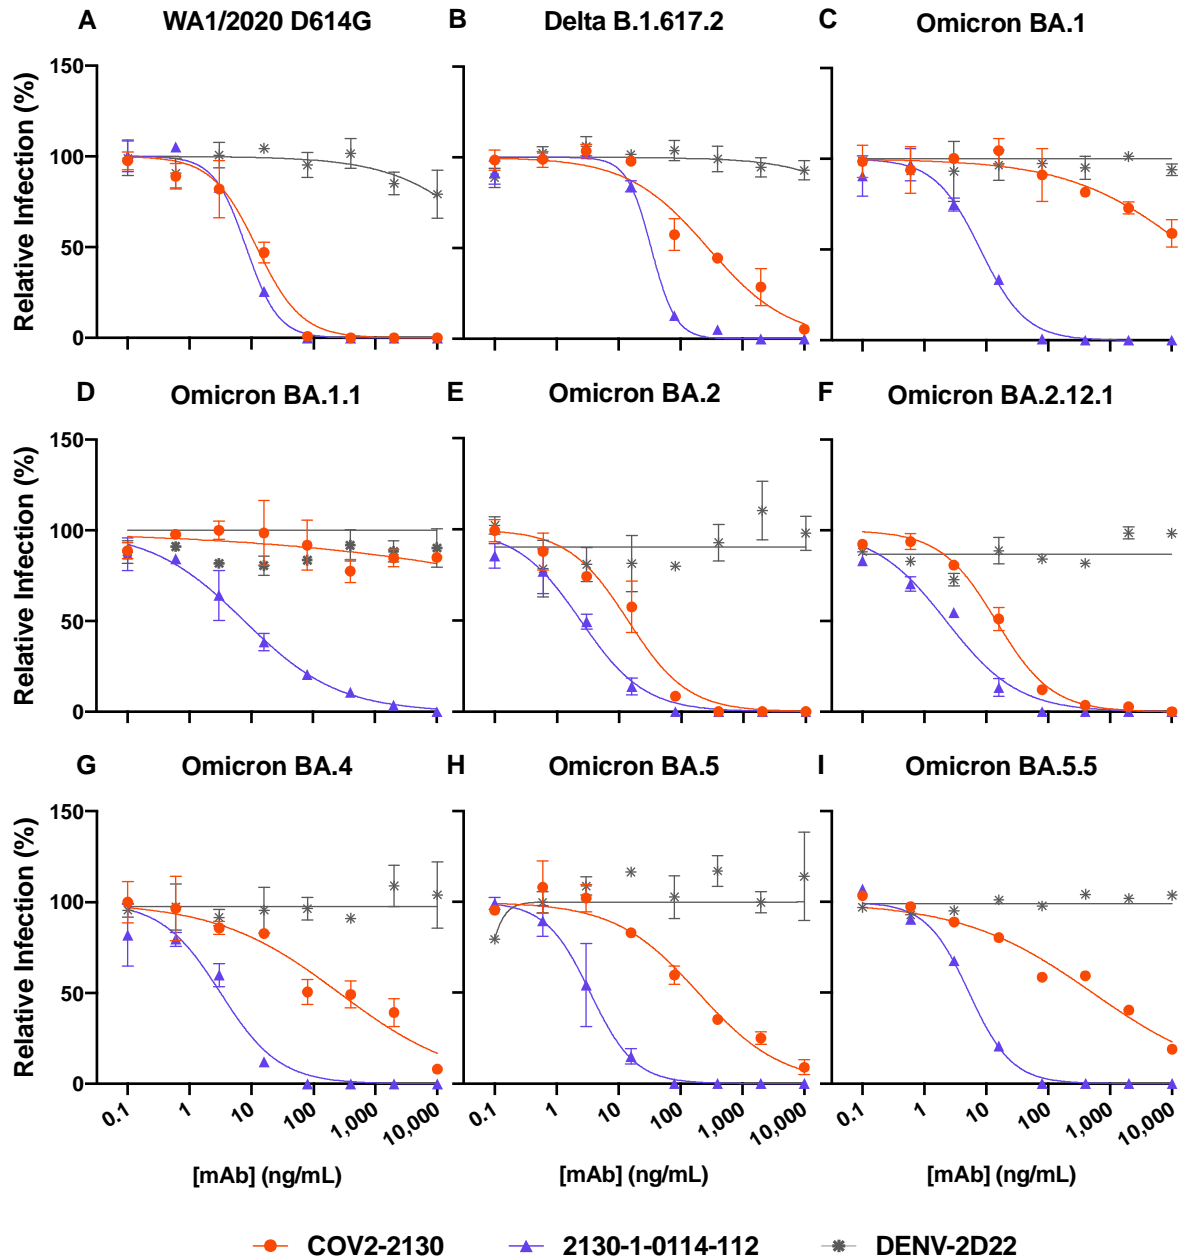 A WA1/2020 D614G B Delta B.1.617.2 C Omicron BA.1
Relative Infection (%)
150
100
50
0
D Omicron BA.1.1 E Omicron BA.2 F Omicron BA.2.12.1
Relative Infection (%)
150
100
50
0
G Omicron BA.4 H Omicron BA.5 I Omicron BA.5.5
Relative Infection (%)
150
100
50
0
0.1 1 10 100 1,000 10,000 0.1 1 10 100 1,000 10,000 0.1 1 10 100 1,000 10,000
[mAb] (ng/mL) [mAb] (ng/mL) [mAb] (ng/mL)
COV2-2130 2130-1-0114-112 DENV-2D22